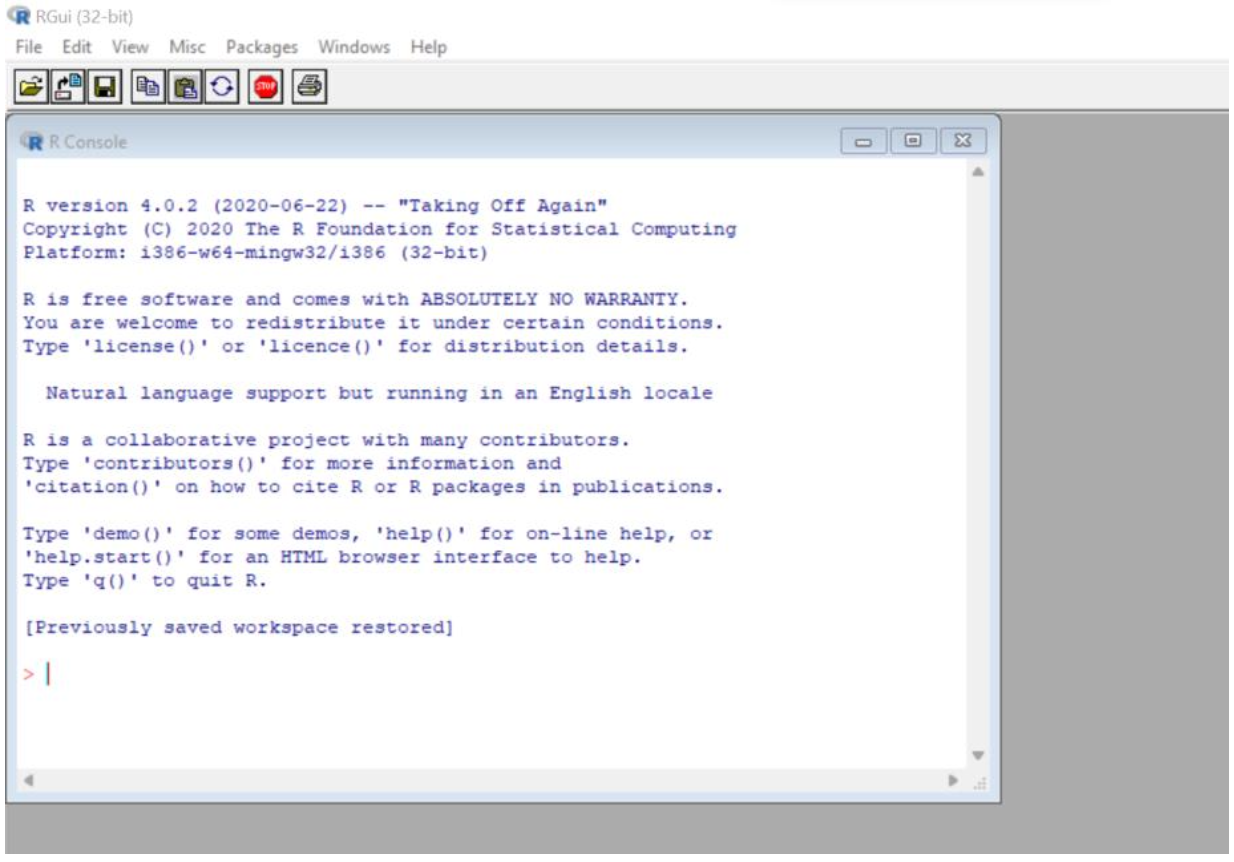 RGui (32-bit)
File Edit View Misc Packages Windows Help
STOP
R Console
R version 4.0.2 (2020-06-22) -- "Taking Off Again"
Copyright (C) 2020 The R Foundation for Statistical Computing
Platform: i386-w64-mingw32/i386 (32-bit)
R is free software and comes with ABSOLUTELY NO WARRANTY.
You are welcome to redistribute it under certain conditions.
Type 'license()' or 'licence()' for distribution details.
Natural language support but running in an English locale
R is a collaborative project with many contributors.
Type 'contributors()' for more information and
'citation()' on how to cite R or R packages in publications.
Type 'demo()' for some demos, 'help()' for on-line help, or
'help.start()' for an HTML browser interface to help.
Type 'q()' to quit R.
[Previously saved workspace restored]
>